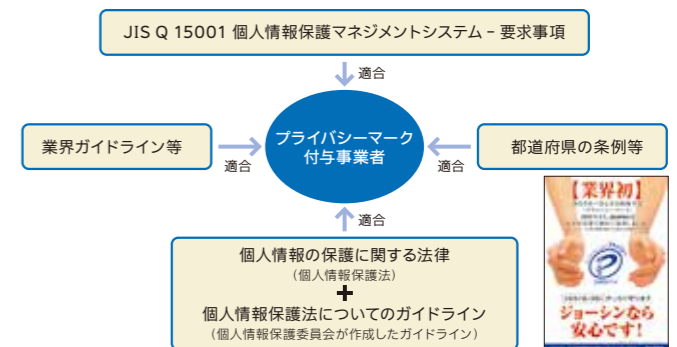 JIS Q 15001 個人情報保護マネジメントシステム – 要求事項
適合
業界ガイドライン等
適合
プライバシーマーク
付与事業者
適合
都道府県の条例等
適合
個人情報の保護に関する法律
(個人情報保護法)
+
個人情報保護法についてのガイドライン
(個人情報保護委員会が作成したガイドライン)
【業界初】
ジョーシンなら
安心です!